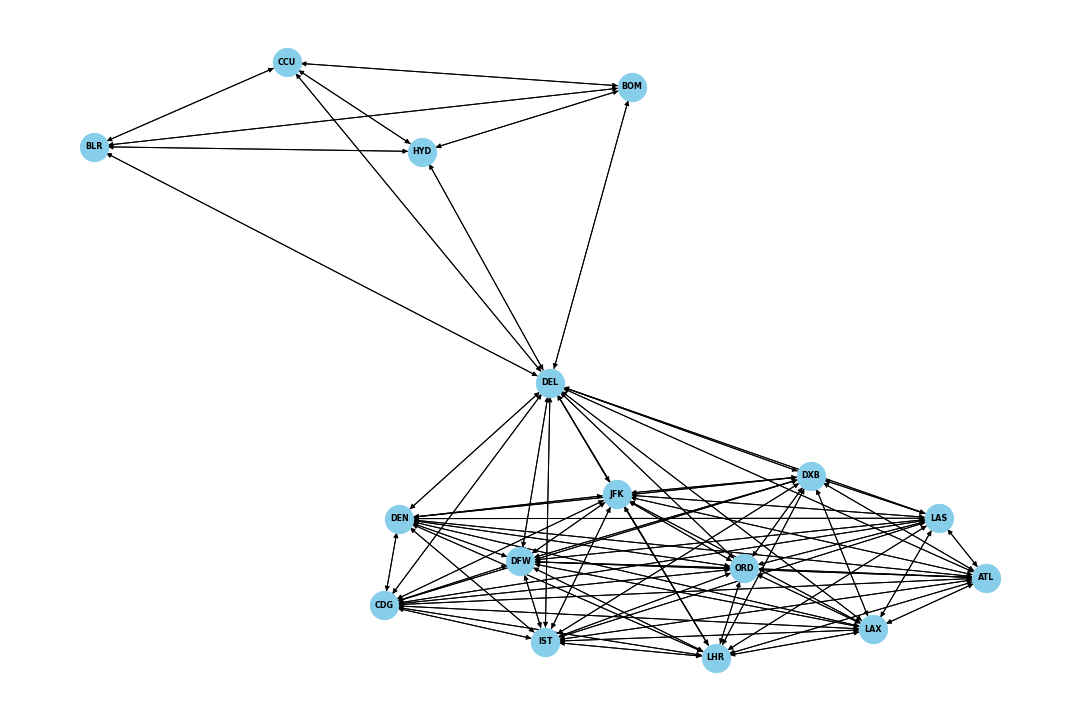 CCU
BOM
BLR
HYD
DEL
DXB
JFK
DEN
LAS
DFW
ORD
ATL
CDG
LAX
IST
LHR